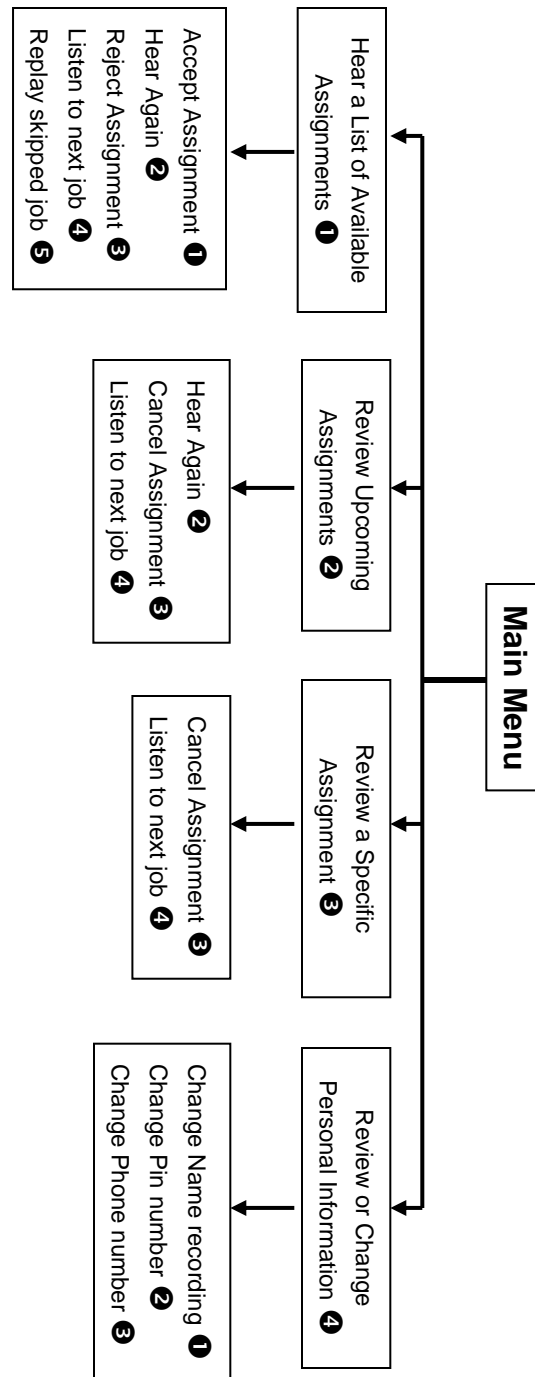 Main Menu
Hear a List of Available
Assignments ❶
Accept Assignment ❶
Hear Again ❷
Reject Assignment ❸
Listen to next job ❹
Replay skipped job ❺
Review Upcoming
Assignments ❷
Hear Again ❷
Cancel Assignment ❸
Listen to next job ❹
Review a Specific
Assignment ❸
Cancel Assignment ❸
Listen to next job ❹
Review or Change
Personal Information ❹
Change Name recording ❶
Change Pin number ❷
Change Phone number ❸